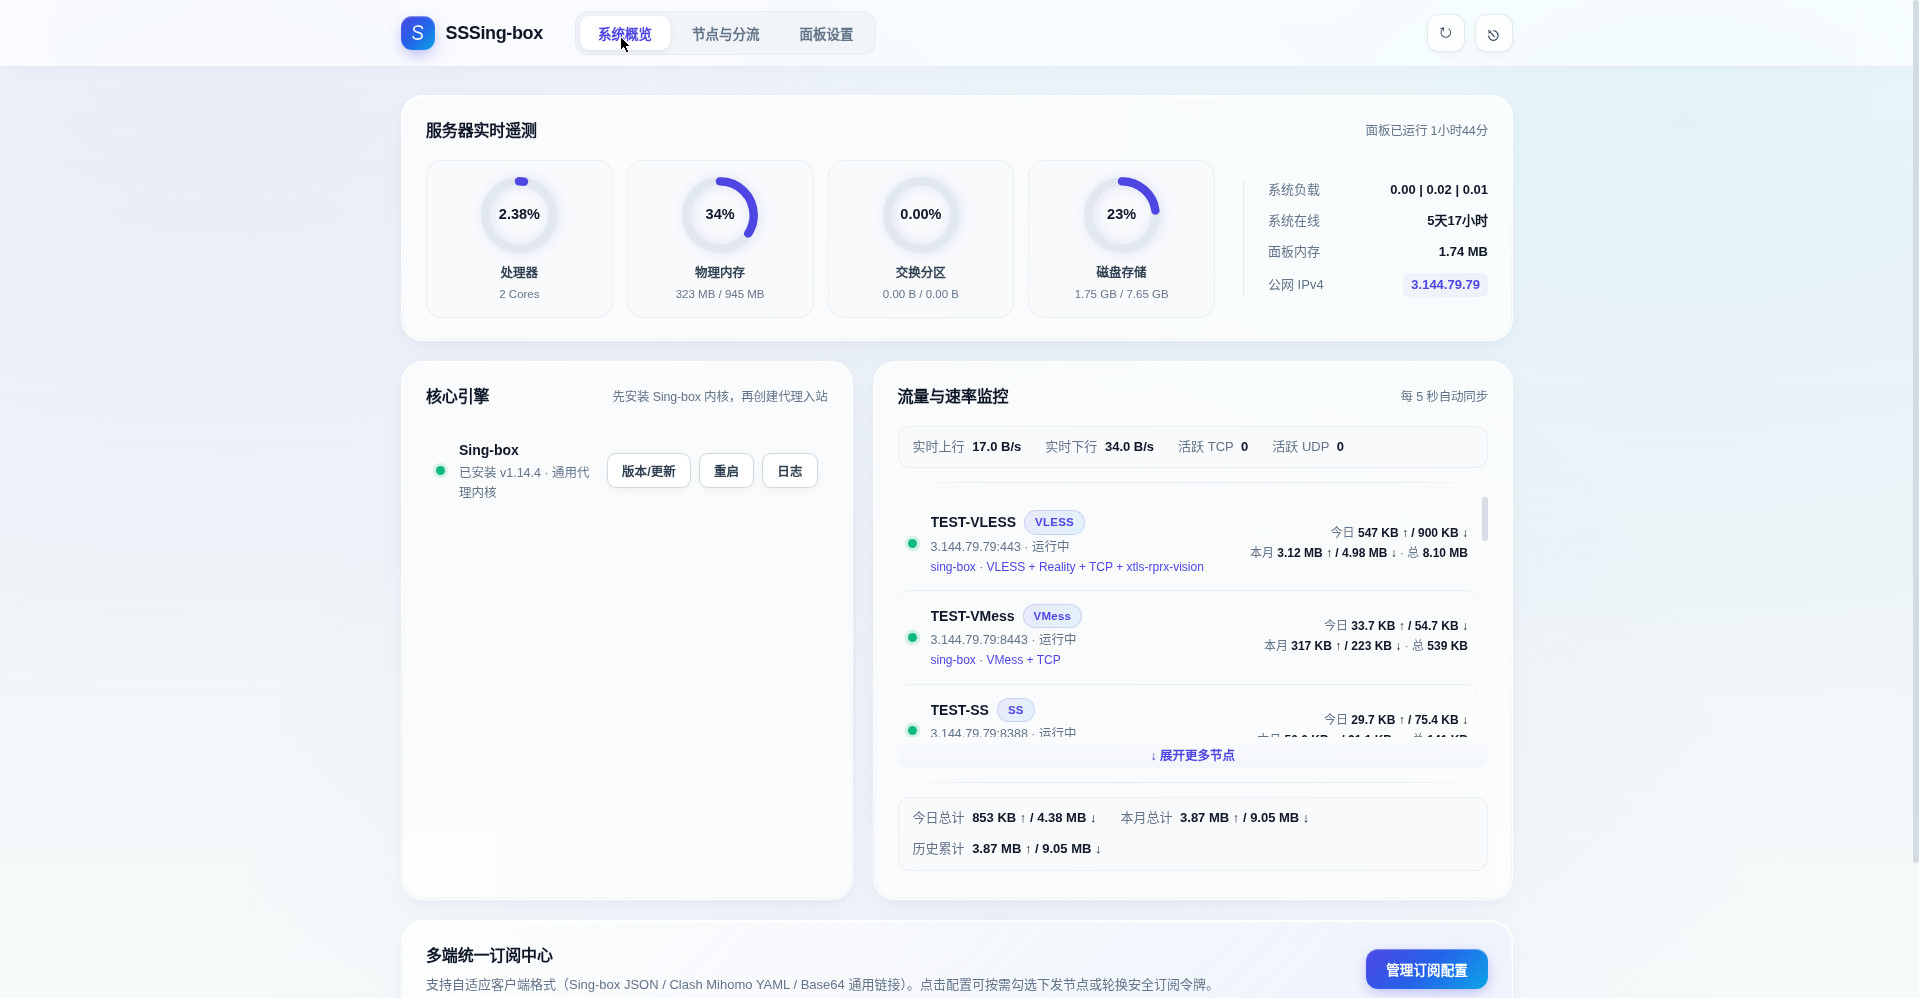 S SSSing-box 系统概览 节点与分流 面板设置
服务器实时遥测 面板已运行 1小时44分
2.38% 34% 0.00% 23%
处理器 物理内存 交换分区 磁盘存储
2 Cores 323 MB / 945 MB 0.00 B / 0.00 B 1.75 GB / 7.65 GB
系统负载 0.00 | 0.02 | 0.01
系统在线 5天17小时
面板内存 1.74 MB
公网 IPv4 3.144.79.79
核心引擎 先安装 Sing-box 内核，再创建代理入站
Sing-box
已安装 v1.14.4 · 通用代
理内核
版本/更新 重启 日志
流量与速率监控 每 5 秒自动同步
实时上行 17.0 B/s 实时下行 34.0 B/s 活跃 TCP 0 活跃 UDP 0
TEST-VLESS VLESS
3.144.79.79:443 · 运行中
sing-box · VLESS + Reality + TCP + xtls-rprx-vision
今日 547 KB ↑ / 900 KB ↓
本月 3.12 MB ↑ / 4.98 MB ↓ · 总 8.10 MB
TEST-VMess VMess
3.144.79.79:8443 · 运行中
sing-box · VMess + TCP
今日 33.7 KB ↑ / 54.7 KB ↓
本月 317 KB ↑ / 223 KB ↓ · 总 539 KB
TEST-SS SS
3.144.79.79:8388 · 运行中
今日 29.7 KB ↑ / 75.4 KB ↓
↓ 展开更多节点
今日总计 853 KB ↑ / 4.38 MB ↓ 本月总计 3.87 MB ↑ / 9.05 MB ↓
历史累计 3.87 MB ↑ / 9.05 MB ↓
多端统一订阅中心
支持自适应客户端格式（Sing-box JSON / Clash Mihomo YAML / Base64 通用链接）。点击配置可按需勾选下发节点或轮换安全订阅令牌。
管理订阅配置